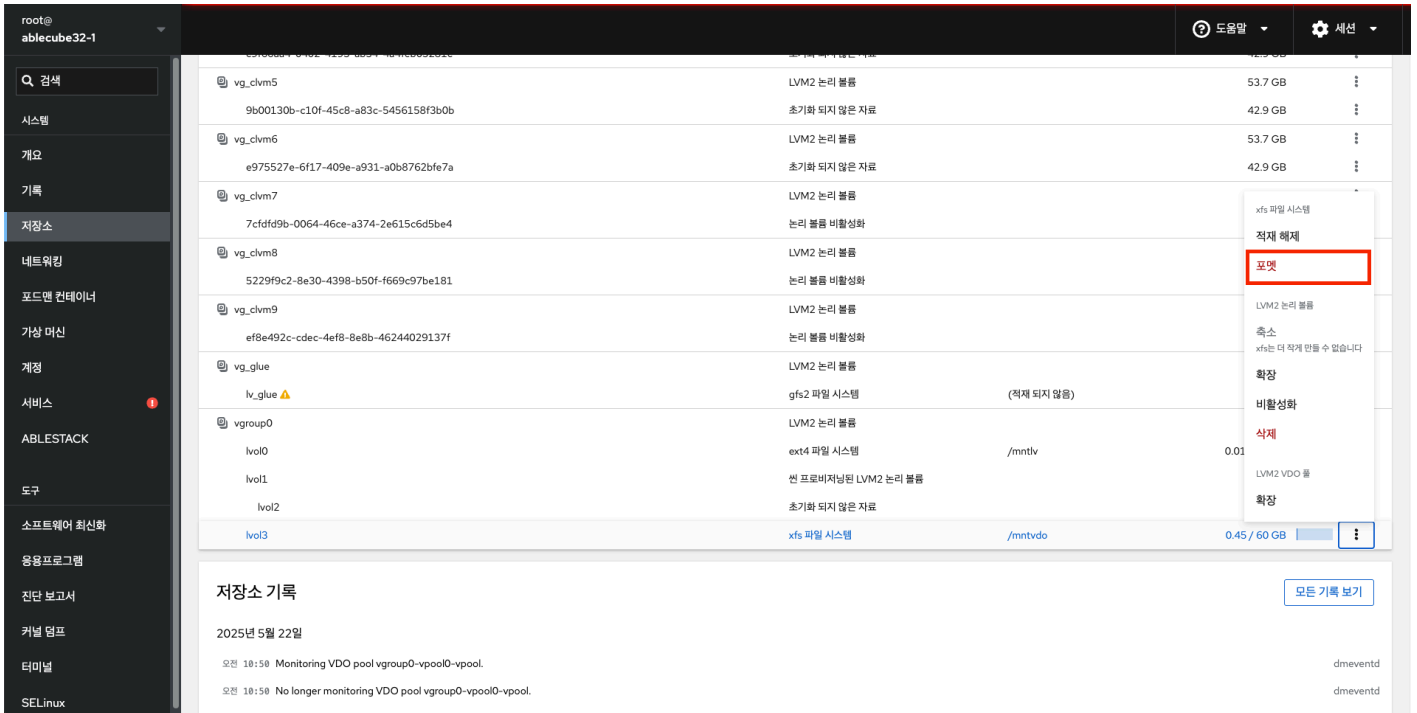 root@
ablecube32-1
도움말
세션
검색
시스템
개요
기록
저장소
네트워킹
포드맨 컨테이너
가상 머신
계정
서비스
ABLESTACK
도구
소프트웨어 최신화
응용프로그램
진단 보고서
커널 덤프
터미널
SELinux
vg_clvm5 LVM2 논리 볼륨 53.7 GB
9b00130b-c10f-45c8-a83c-5456158f3b0b 초기화 되지 않은 자료 42.9 GB
vg_clvm6 LVM2 논리 볼륨 53.7 GB
e975527e-6f17-409e-a931-a0b8762bfe7a 초기화 되지 않은 자료 42.9 GB
vg_clvm7 LVM2 논리 볼륨
7cfdfd9b-0064-46ce-a374-2e615c6d5be4 논리 볼륨 비활성화
vg_clvm8 LVM2 논리 볼륨
5229f9c2-8e30-4398-b50f-f669c97be181 논리 볼륨 비활성화
vg_clvm9 LVM2 논리 볼륨
ef8e492c-cdec-4ef8-8e8b-46244029137f 논리 볼륨 비활성화
vg_glue LVM2 논리 볼륨
lv_glue gfs2 파일 시스템 (적재 되지 않음)
vgroup0 LVM2 논리 볼륨
lvol0 ext4 파일 시스템 /mntlv 0.01
lvol1 씬 프로비저닝된 LVM2 논리 볼륨
lvol2 초기화 되지 않은 자료
lvol3 xfs 파일 시스템 /mntvdo 0.45 / 60 GB
xfs 파일 시스템
적재 해제
포멧
LVM2 논리 볼륨
축소
xfs는 더 작게 만들 수 없습니다
확장
비활성화
삭제
LVM2 VDO 풀
확장
저장소 기록
모든 기록 보기
2025년 5월 22일
오전 10:50 Monitoring VDO pool vgroup0-vpool0-vpool. dmeventd
오전 10:50 No longer monitoring VDO pool vgroup0-vpool0-vpool. dmeventd